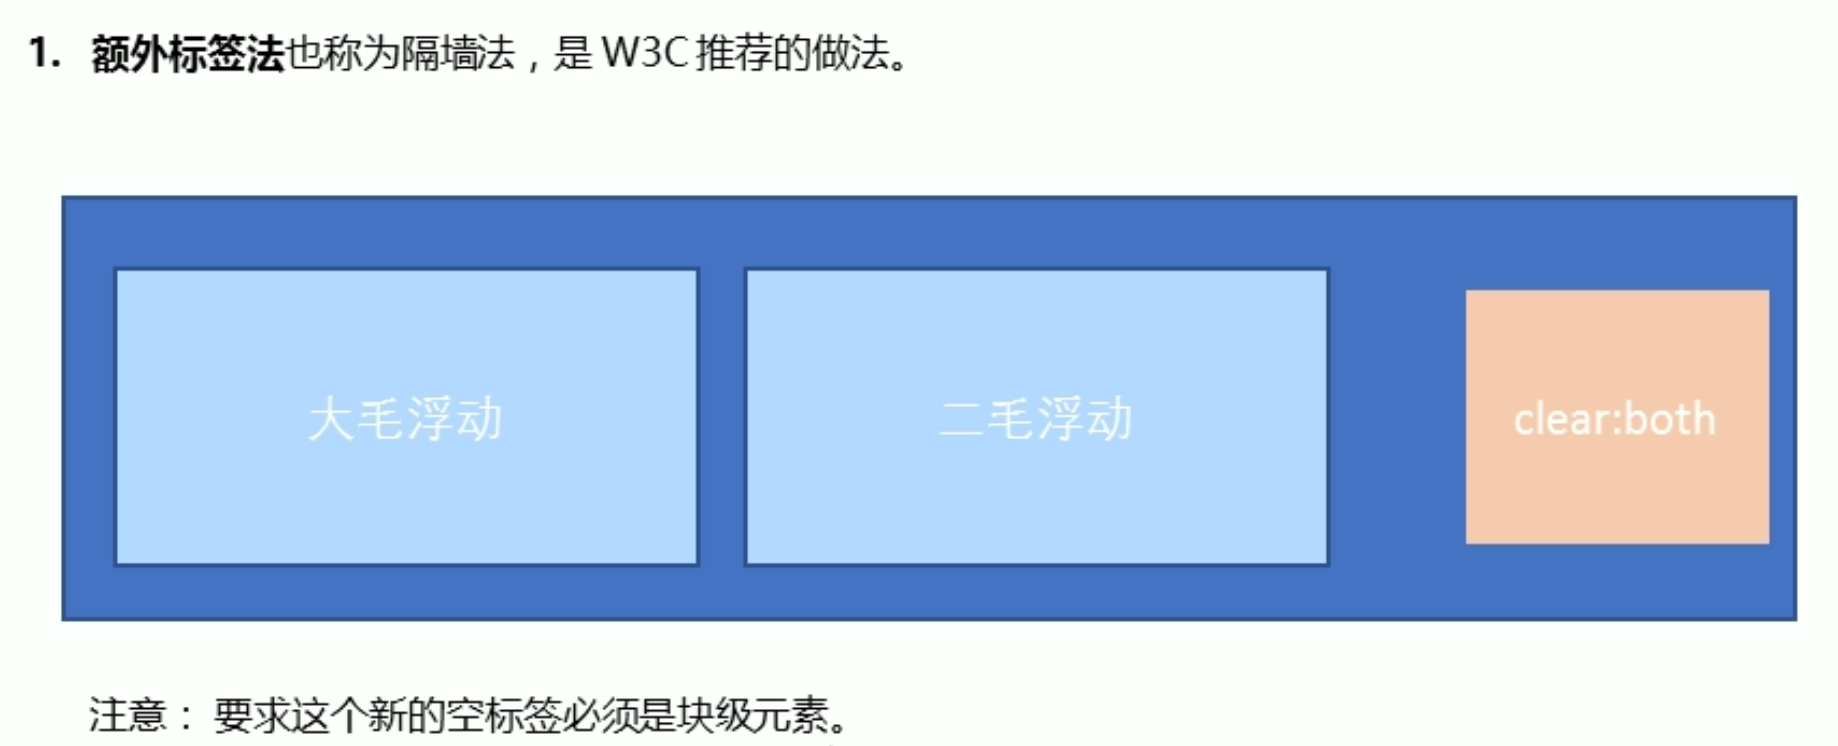 1. 额外标签法也称为隔墙法，是 W3C 推荐的做法。
大毛浮动
二毛浮动
clear:both
注意： 要求这个新的空标签必须是块级元素。